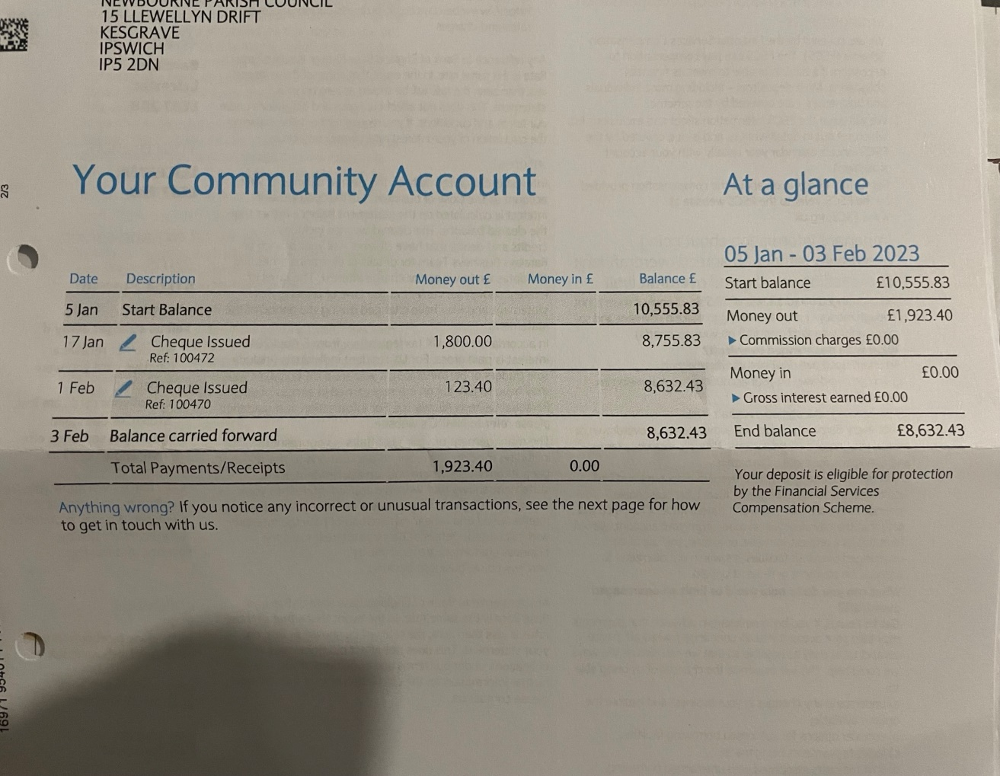 NEWBOURNE PARISH COUNCIL
15 LLEWELLYN DRIFT
KESGRAVE
IPSWICH
IP5 2DN
2/3
Your Community Account
Date Description Money out £ Money in £ Balance £
5 Jan Start Balance 10,555.83
17 Jan Cheque Issued 1,800.00 8,755.83
Ref: 100472
1 Feb Cheque Issued 123.40 8,632.43
Ref: 100470
3 Feb Balance carried forward 8,632.43
Total Payments/Receipts 1,923.40 0.00
Anything wrong? If you notice any incorrect or unusual transactions, see the next page for how
to get in touch with us.
At a glance
05 Jan - 03 Feb 2023
Start balance £10,555.83
Money out £1,923.40
▸ Commission charges £0.00
Money in £0.00
▸ Gross interest earned £0.00
End balance £8,632.43
Your deposit is eligible for protection
by the Financial Services
Compensation Scheme.